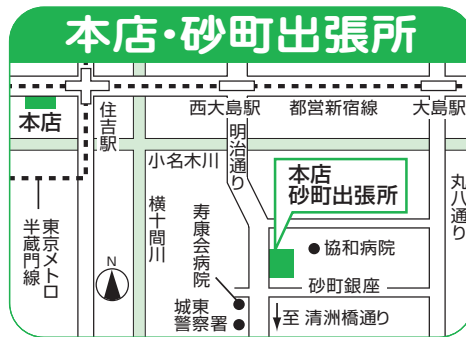 本店・砂町出張所
本店
住吉駅
西大島駅
都営新宿線
大島駅
明治通り
小名木川
本店
砂町出張所
丸八通り
東京メトロ
半蔵門線
N
横十間川
寿康会病院
協和病院
砂町銀座
城東
警察署
至 清洲橋通り